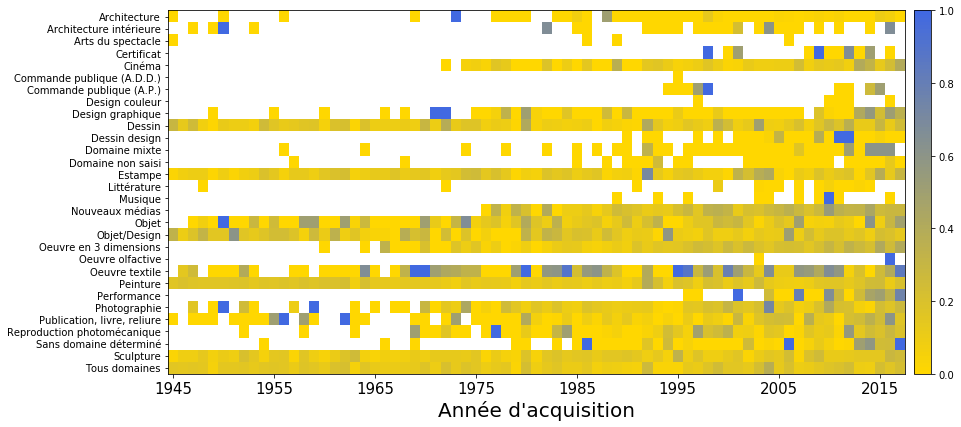 Architecture
Architecture intérieure
Arts du spectacle
Certificat
Cinéma
Commande publique (A.D.D.)
Commande publique (A.P.)
Design couleur
Design graphique
Dessin
Dessin design
Domaine mixte
Domaine non saisi
Estampe
Littérature
Musique
Nouveaux médias
Objet
Objet/Design
Oeuvre en 3 dimensions
Oeuvre olfactive
Oeuvre textile
Peinture
Performance
Photographie
Publication, livre, reliure
Reproduction photomécanique
Sans domaine déterminé
Sculpture
Tous domaines
1945 1955 1965 1975 1985 1995 2005 2015
Année d'acquisition
1.0
0.8
0.6
0.4
0.2
0.0